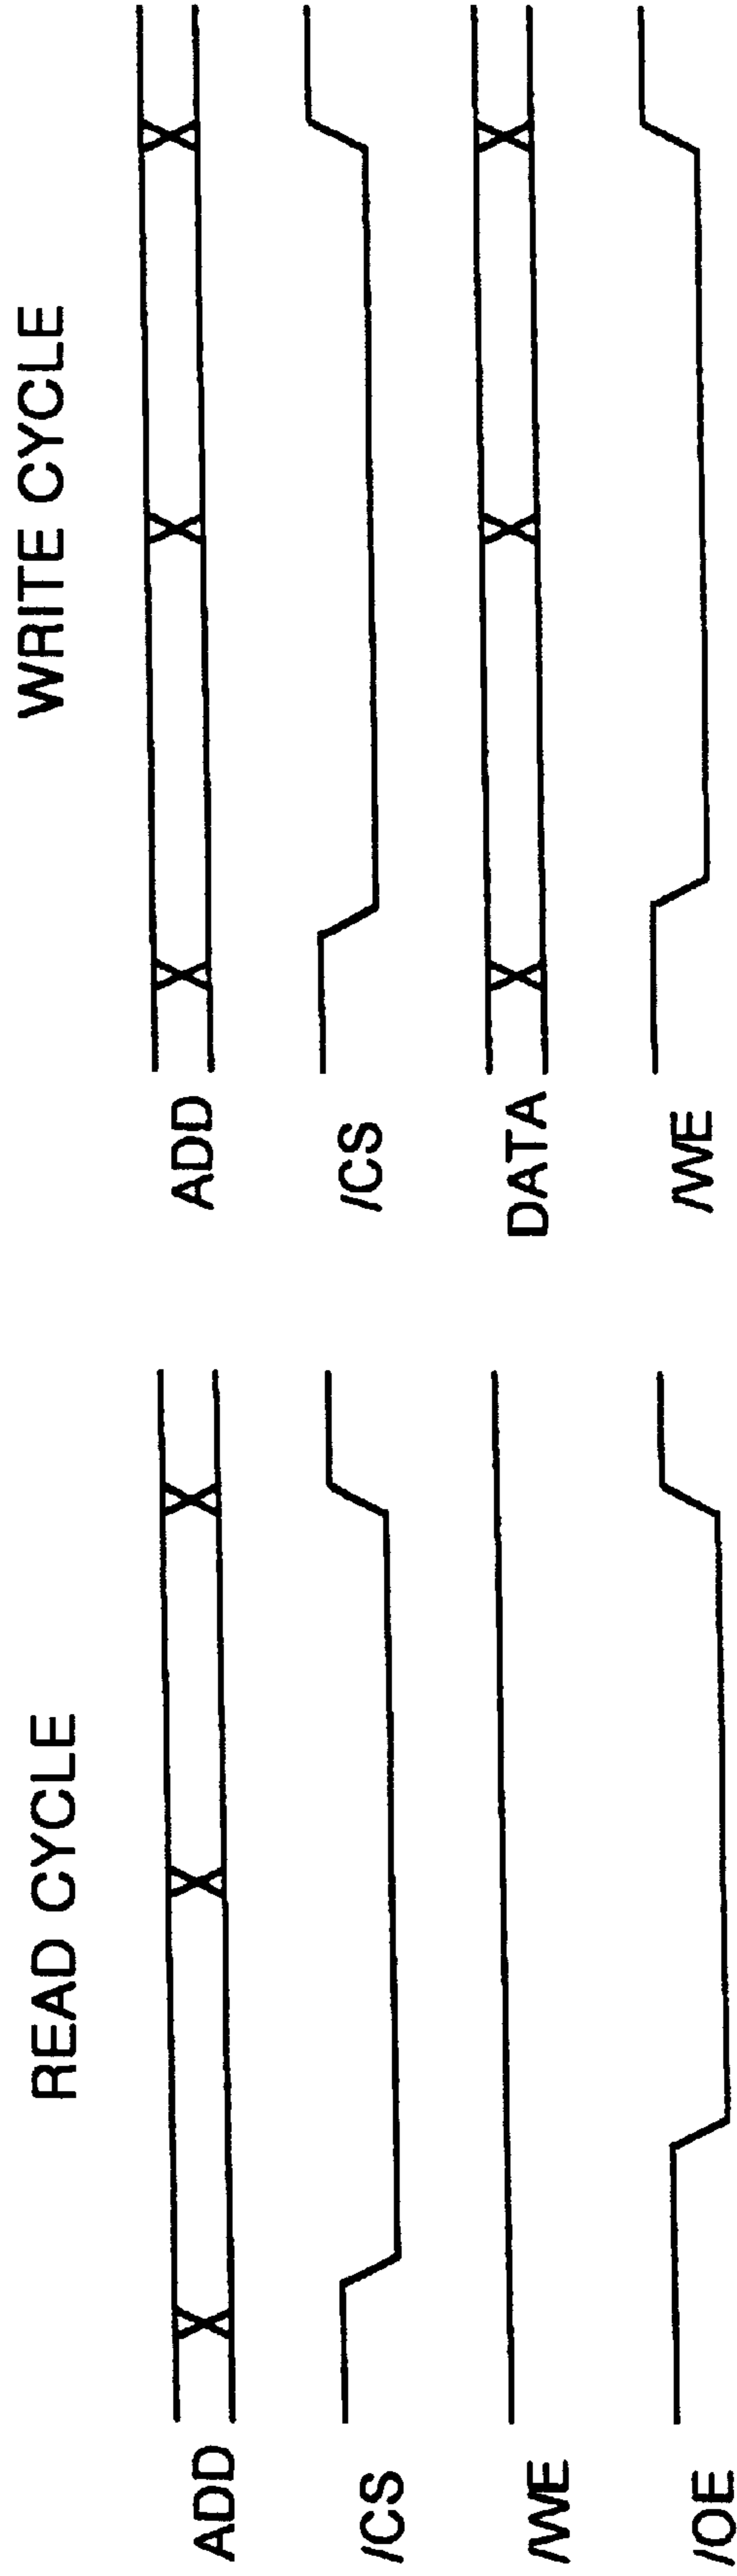 READ CYCLE
ADD
/CS
/WE
/OE
WRITE CYCLE
ADD
/CS
DATA
/WE